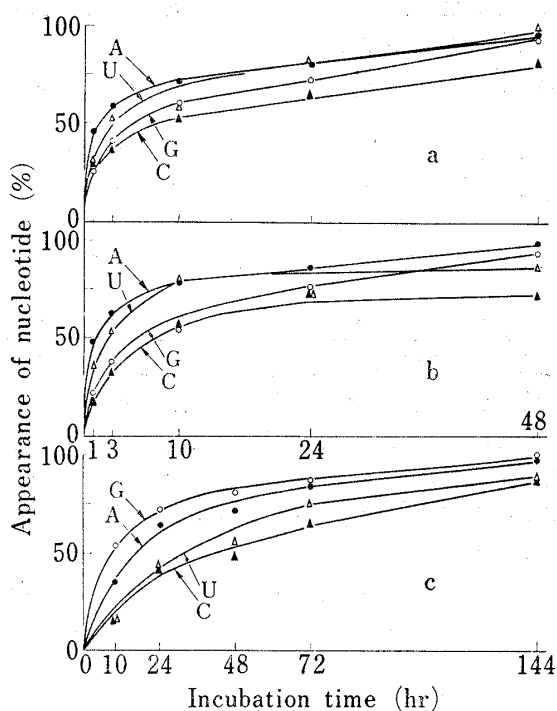 Appearance of nucleotide (%)
100
A
U
50
G
C
a
0
100
A
U
50
G
C
b
0
1 3 10 24 48
100
G
A
50
U
C
c
0
0 10 24 48 72 144
Incubation time (hr)